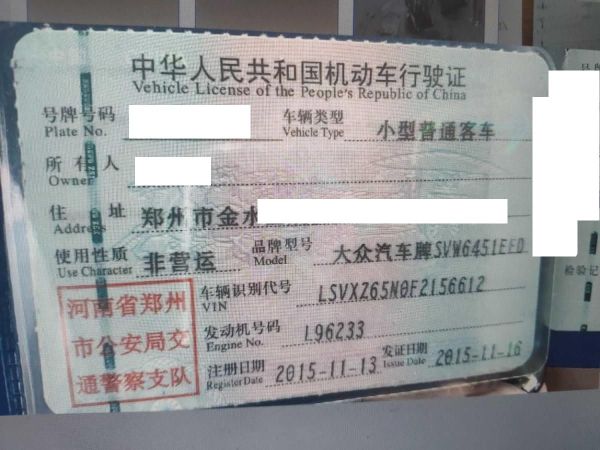 中华人民共和国机动车行驶证
Vehicle License of the People's Republic of China
号牌号码 车辆类型 小型普通客车
Plate No. Vehicle Type
所有人
Owner
住址 郑州市金水
使用性质 非营运 品牌型号 大众汽车牌SVW6451EED
Use Character Model
河南省郑州
市公安局交
通警察支队
车辆识别代号 LSVXZ65N0F2156612
VIN
发动机号码 L96233
Engine No.
注册日期 2015-11-13 发证日期 2015-11-16
Register Date Issue Date
检验记